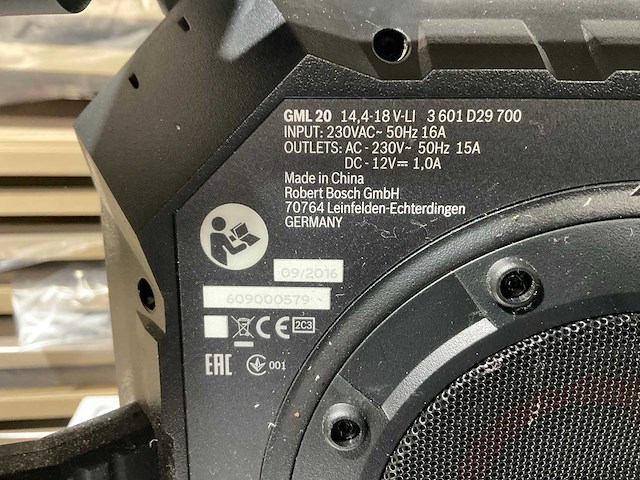 GML 20 14,4-18 V-LI 3 601 D29 700
INPUT: 230VAC~ 50Hz 16A
OUTLETS: AC - 230V~ 50Hz 15A
DC - 12V⎓ 1,0A
Made in China
Robert Bosch GmbH
70764 Leinfelden-Echterdingen
GERMANY
09/2016
609000579
CE 2C3
EAC 001